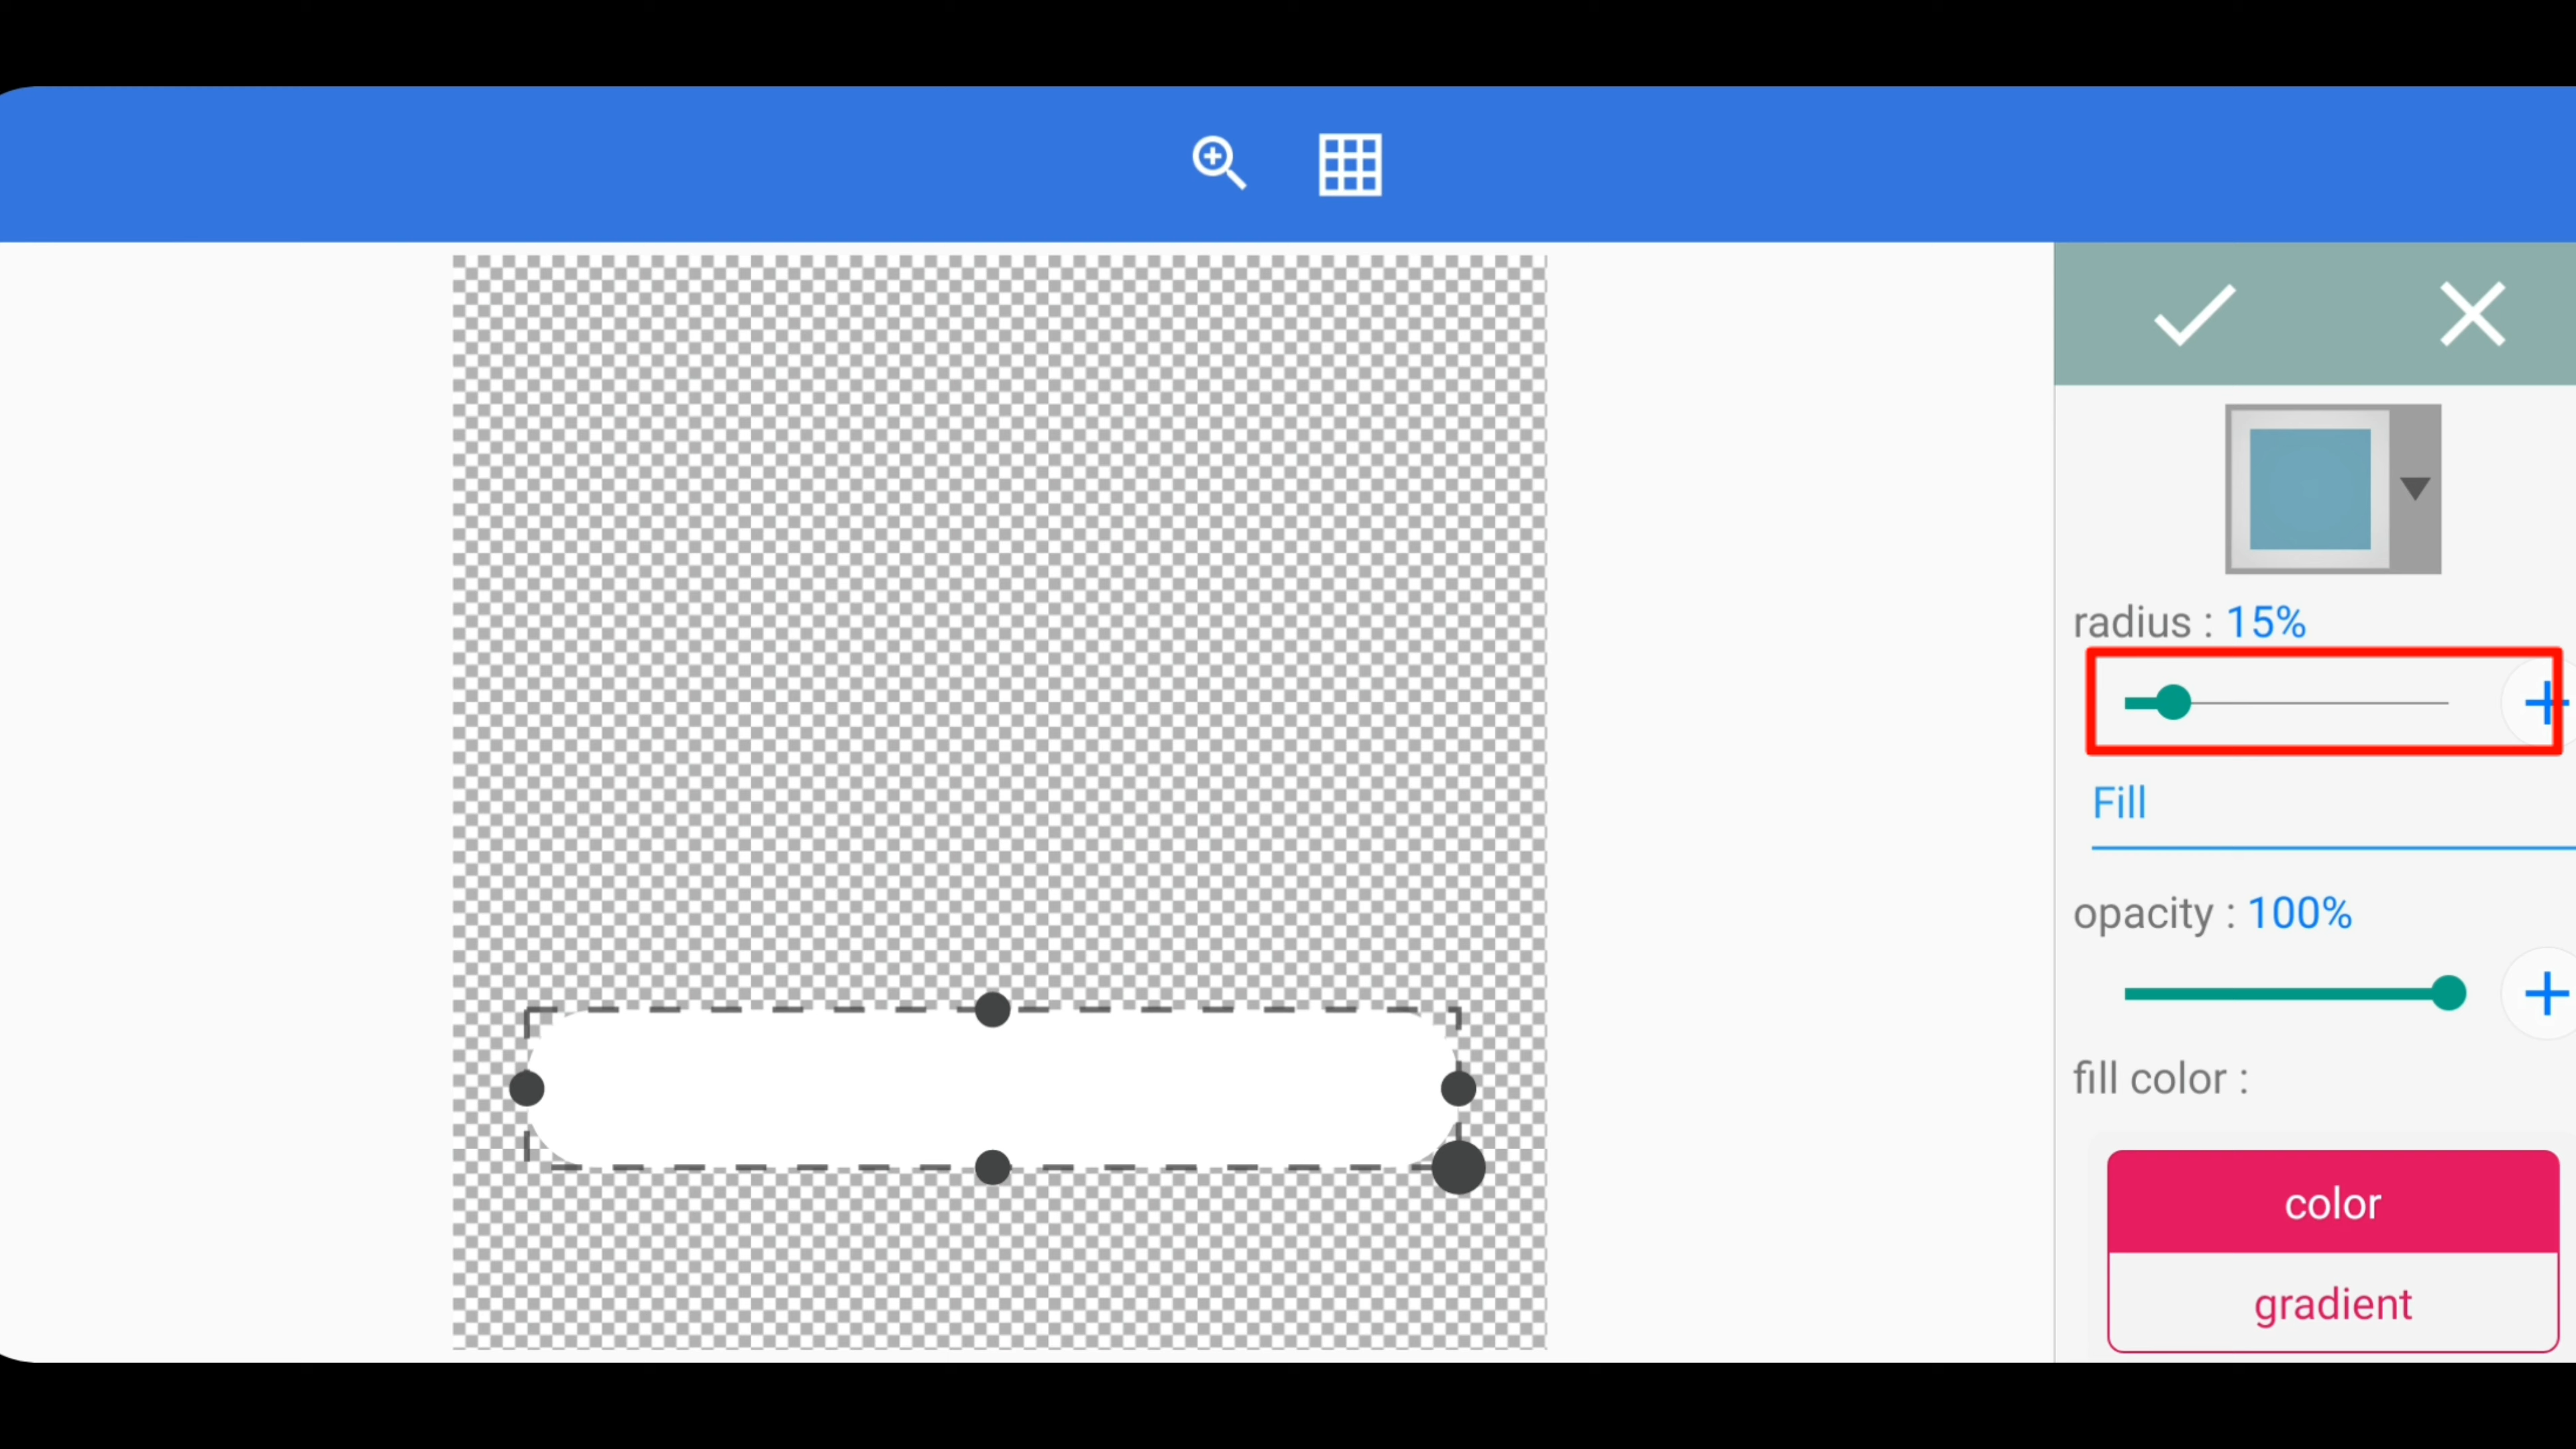 radius : 15%
Fill
opacity : 100%
fill color :
color
gradient